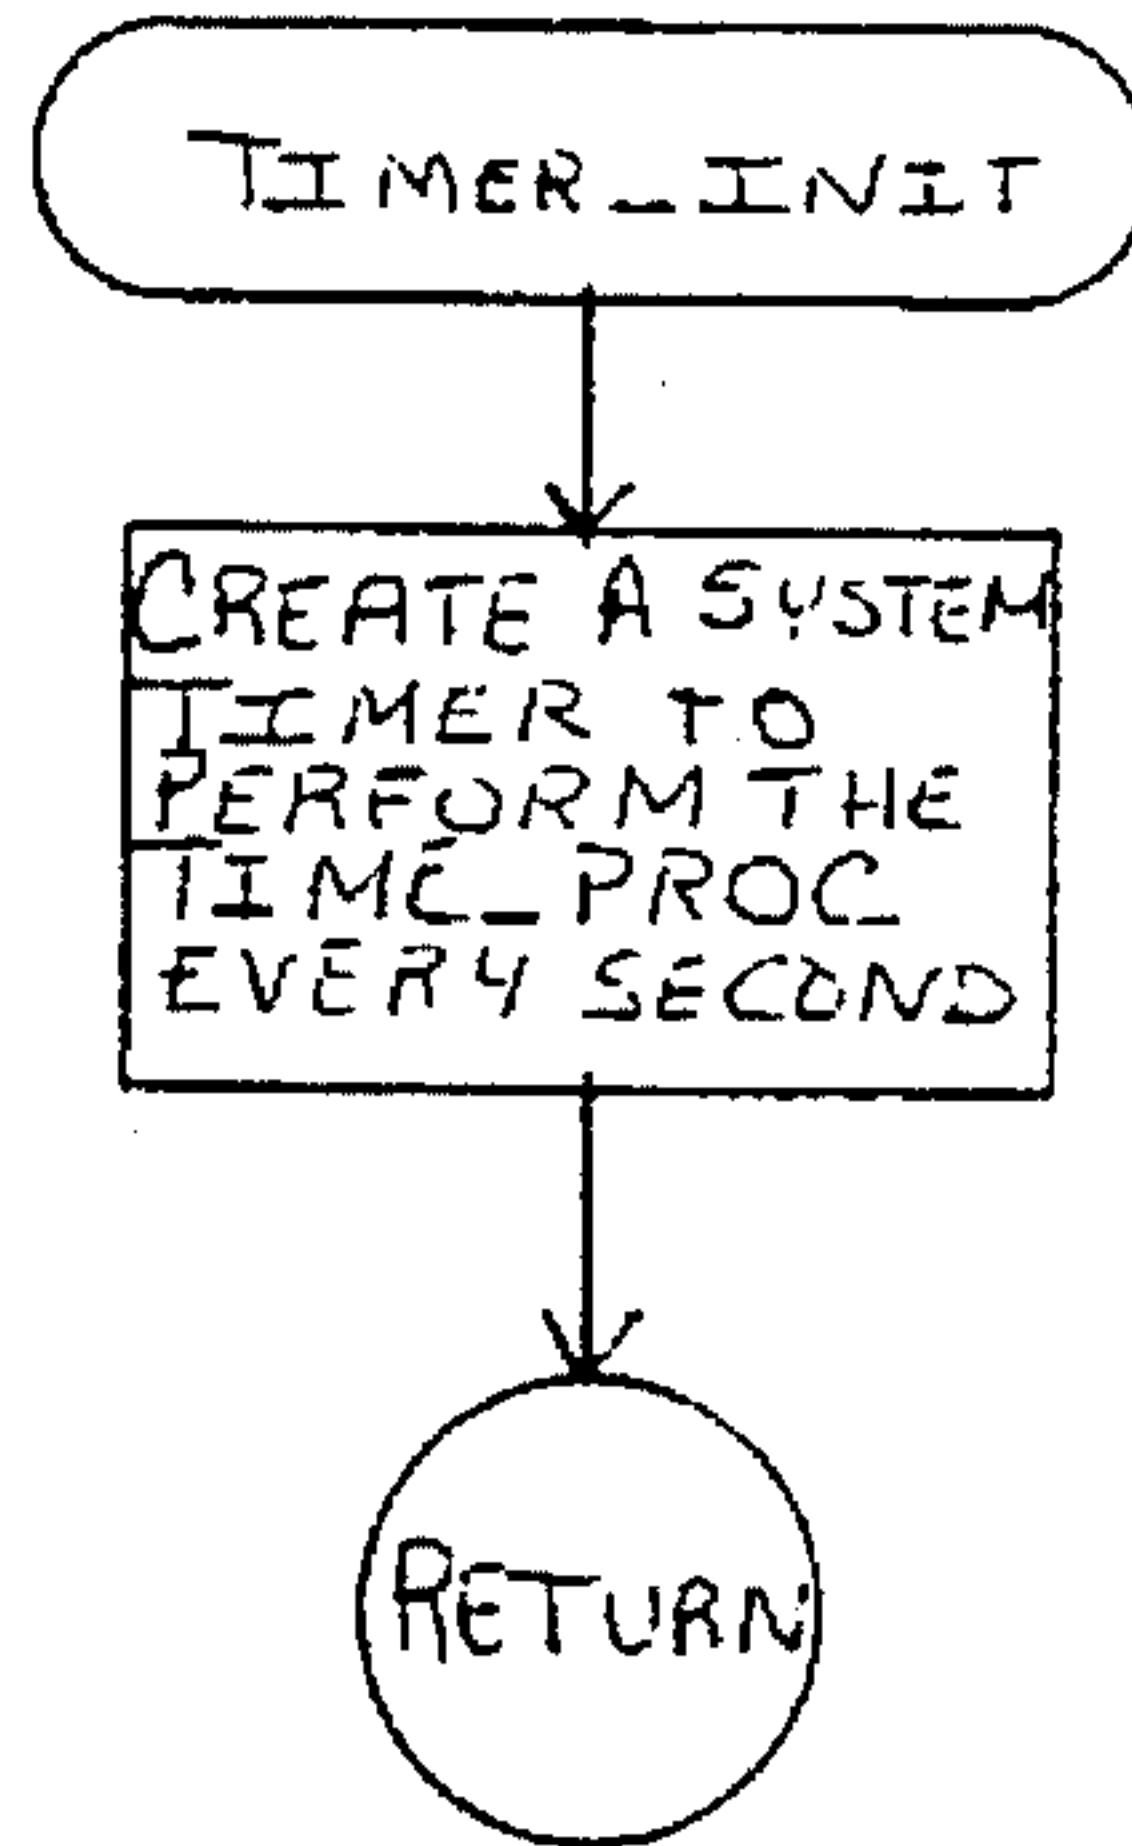 TIMER_INIT
CREATE A SYSTEM
TIMER TO
PERFORM THE
TIME_PROC
EVERY SECOND
RETURN